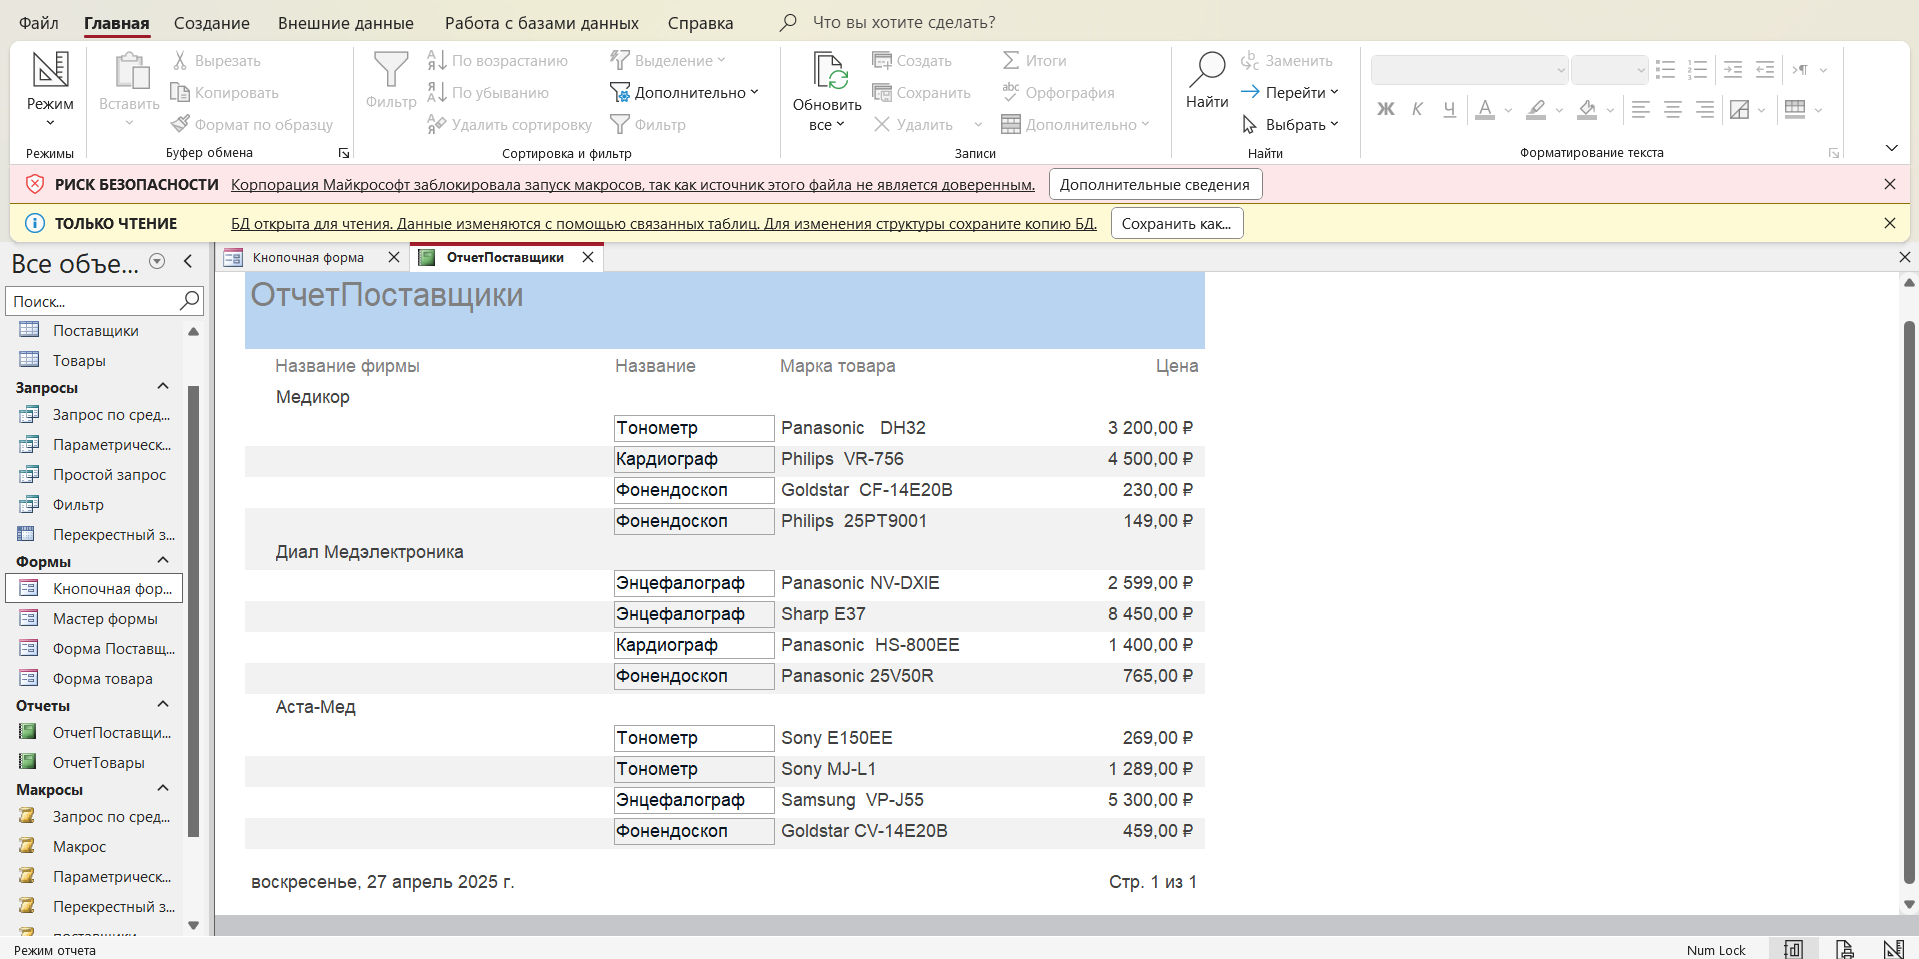 Файл Главная Создание Внешние данные Работа с базами данных Справка Что вы хотите сделать?
Режим
Режимы
Вставить
Вырезать
Копировать
Формат по образцу
Буфер обмена
Фильтр
По возрастанию
По убыванию
Удалить сортировку
Выделение
Дополнительно
Фильтр
Сортировка и фильтр
Обновить
все
Создать
Сохранить
Удалить
Итоги
Орфография
Дополнительно
Записи
Найти
Заменить
Перейти
Выбрать
Найти
Ж К Ч А
Форматирование текста
РИСК БЕЗОПАСНОСТИ Корпорация Майкрософт заблокировала запуск макросов, так как источник этого файла не является доверенным. Дополнительные сведения
ТОЛЬКО ЧТЕНИЕ БД открыта для чтения. Данные изменяются с помощью связанных таблиц. Для изменения структуры сохраните копию БД. Сохранить как...
Все объе...
Поиск...
Поставщики
Товары
Запросы
Запрос по сред...
Параметрическ...
Простой запрос
Фильтр
Перекрестный з...
Формы
Кнопочная фор...
Мастер формы
Форма Поставщ...
Форма товара
Отчеты
ОтчетПоставщи...
ОтчетТовары
Макросы
Запрос по сред...
Макрос
Параметрическ...
Перекрестный з...
Кнопочная форма ОтчетПоставщики
ОтчетПоставщики
Название фирмы Название Марка товара Цена
Медикор
Тонометр Panasonic DH32 3 200,00 ₽
Кардиограф Philips VR-756 4 500,00 ₽
Фонендоскоп Goldstar CF-14E20B 230,00 ₽
Фонендоскоп Philips 25PT9001 149,00 ₽
Диал Медэлектроника
Энцефалограф Panasonic NV-DXIE 2 599,00 ₽
Энцефалограф Sharp E37 8 450,00 ₽
Кардиограф Panasonic HS-800EE 1 400,00 ₽
Фонендоскоп Panasonic 25V50R 765,00 ₽
Аста-Мед
Тонометр Sony E150EE 269,00 ₽
Тонометр Sony MJ-L1 1 289,00 ₽
Энцефалограф Samsung VP-J55 5 300,00 ₽
Фонендоскоп Goldstar CV-14E20B 459,00 ₽
воскресенье, 27 апрель 2025 г. Стр. 1 из 1
Режим отчета Num Lock